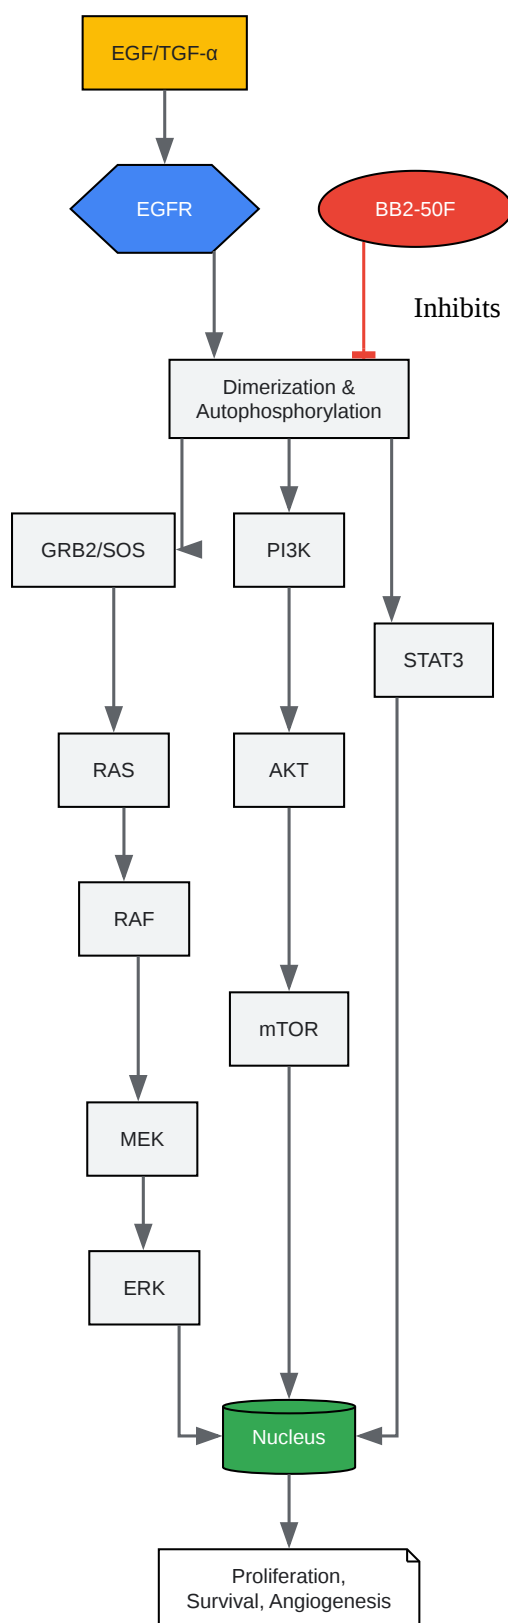 EGF/TGF-α
EGFR
BB2-50F
Inhibits
Dimerization &
Autophosphorylation
GRB2/SOS
PI3K
STAT3
RAS
AKT
RAF
mTOR
MEK
ERK
Nucleus
Proliferation,
Survival, Angiogenesis